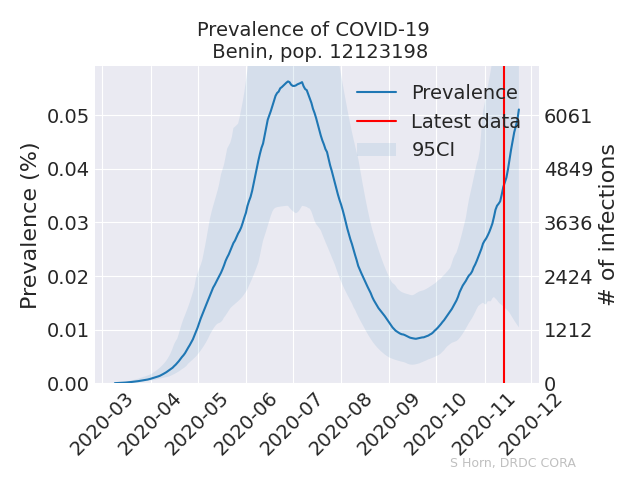 Prevalence of COVID-19
Benin, pop. 12123198
Prevalence (%)
0.05
0.04
0.03
0.02
0.01
0.00
Prevalence
Latest data
95CI
6061
4849
3636
2424
1212
0
# of infections
2020-03
2020-04
2020-05
2020-06
2020-07
2020-08
2020-09
2020-10
2020-11
2020-12
S Horn, DRDC CORA